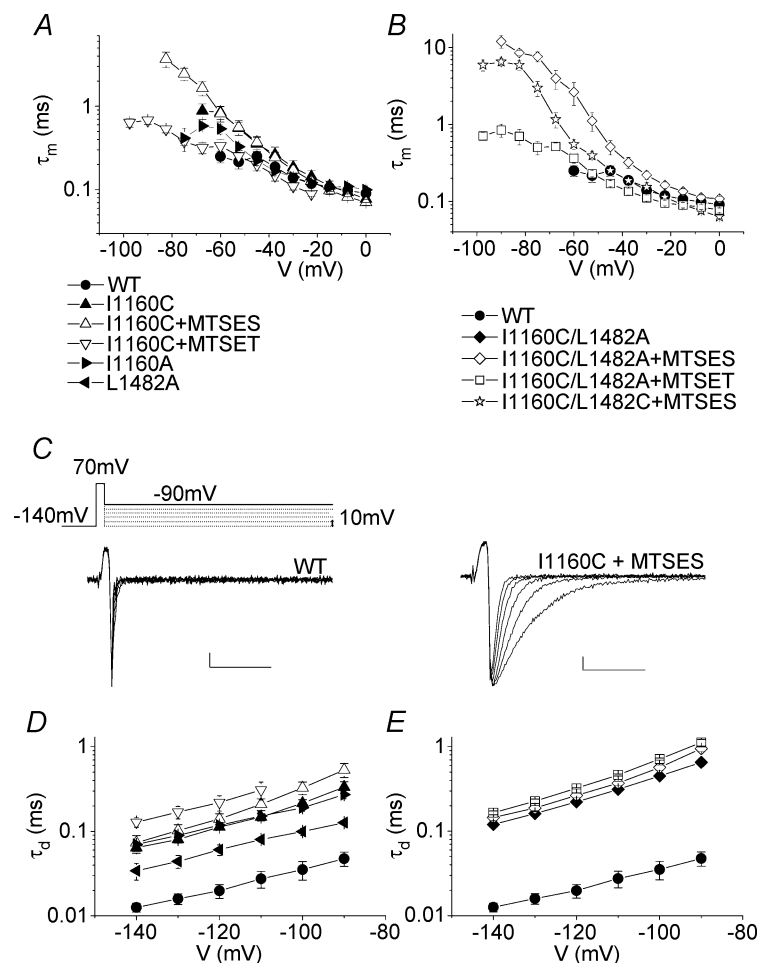 A
B
10
1
0.1
τm (ms)
-100 -80 -60 -40 -20 0
V (mV)
10
1
0.1
τm (ms)
-100 -80 -60 -40 -20 0
V (mV)
WT
I1160C
I1160C+MTSES
I1160C+MTSET
I1160A
L1482A
WT
I1160C/L1482A
I1160C/L1482A+MTSES
I1160C/L1482A+MTSET
I1160C/L1482C+MTSES
C
70mV
-90mV
-140mV
10mV
WT
I1160C + MTSES
D
E
1
0.1
0.01
τd (ms)
-140 -120 -100 -80
V (mV)
1
0.1
0.01
τd (ms)
-140 -120 -100 -80
V (mV)